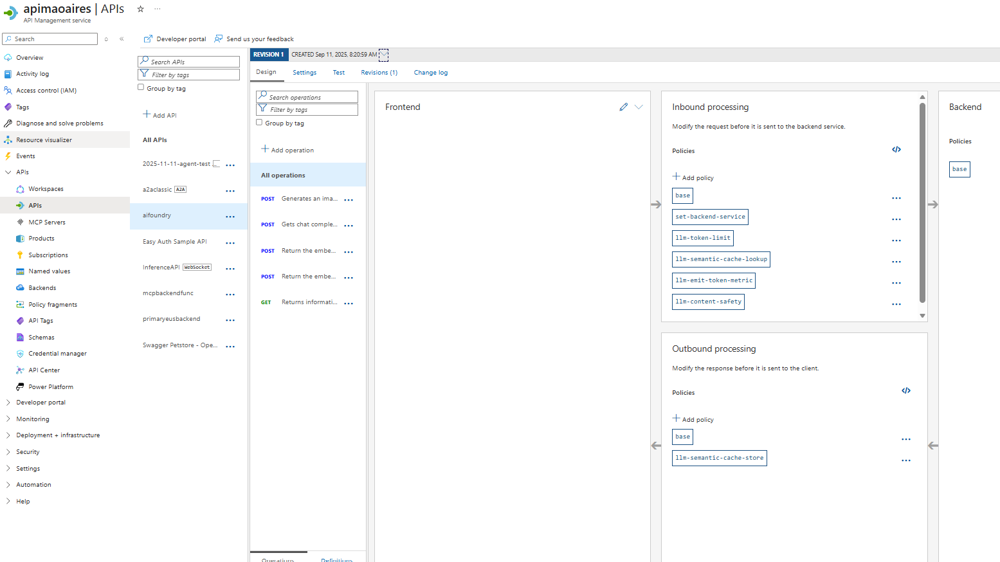 apimaoaires | APIs
API Management service
Search
Overview
Activity log
Access control (IAM)
Tags
Diagnose and solve problems
Resource visualizer
Events
APIs
Workspaces
APIs
MCP Servers
Products
Subscriptions
Named values
Backends
Policy fragments
API Tags
Schemas
Credential manager
API Center
Power Platform
Developer portal
Monitoring
Deployment + infrastructure
Security
Settings
Automation
Help
Developer portal
Send us your feedback
Search APIs
Filter by tags
Group by tag
Add API
All APIs
2025-11-11-agent-test ...
a2aclassic A2A
aifoundry
Easy Auth Sample API
InferenceAPI WebSocket
mcpbackendfunc
primaryeusbackend
Swagger Petstore - Ope...
REVISION 1 CREATED Sep 11, 2025, 8:20:59 AM
Design Settings Test Revisions (1) Change log
Search operations
Filter by tags
Group by tag
Add operation
All operations
POST Generates an ima...
POST Gets chat comple...
POST Return the embe...
POST Return the embe...
GET Returns informati...
Operations Definitions
Frontend
Inbound processing
Modify the request before it is sent to the backend service.
Policies
Add policy
base
set-backend-service
llm-token-limit
llm-semantic-cache-lookup
llm-emit-token-metric
llm-content-safety
Outbound processing
Modify the response before it is sent to the client.
Policies
Add policy
base
llm-semantic-cache-store
Backend
Policies
base